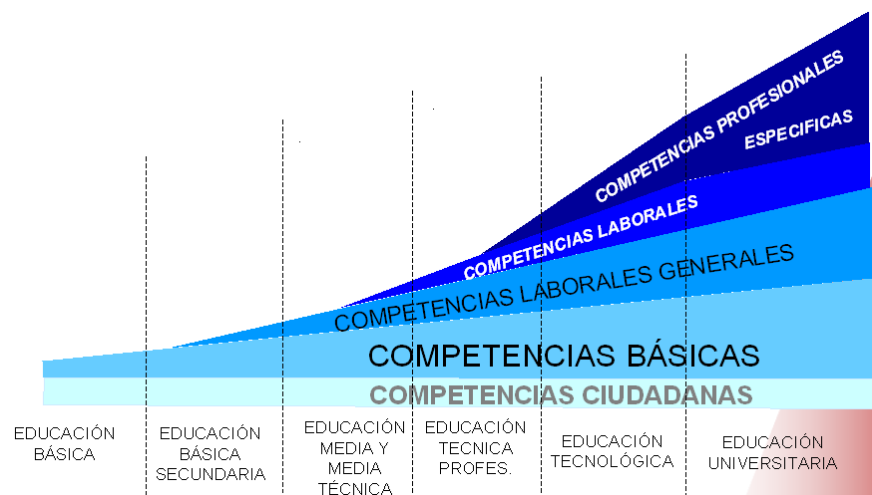 COMPETENCIAS PROFESIONALES
ESPECIFICAS
COMPETENCIAS LABORALES
COMPETENCIAS LABORALES GENERALES
COMPETENCIAS BÁSICAS
COMPETENCIAS CIUDADANAS
EDUCACIÓN
BÁSICA
EDUCACIÓN
BÁSICA
SECUNDARIA
EDUCACIÓN
MEDIA Y
MEDIA
TÉCNICA
EDUCACIÓN
TECNICA
PROFES.
EDUCACIÓN
TECNOLÓGICA
EDUCACIÓN
UNIVERSITARIA